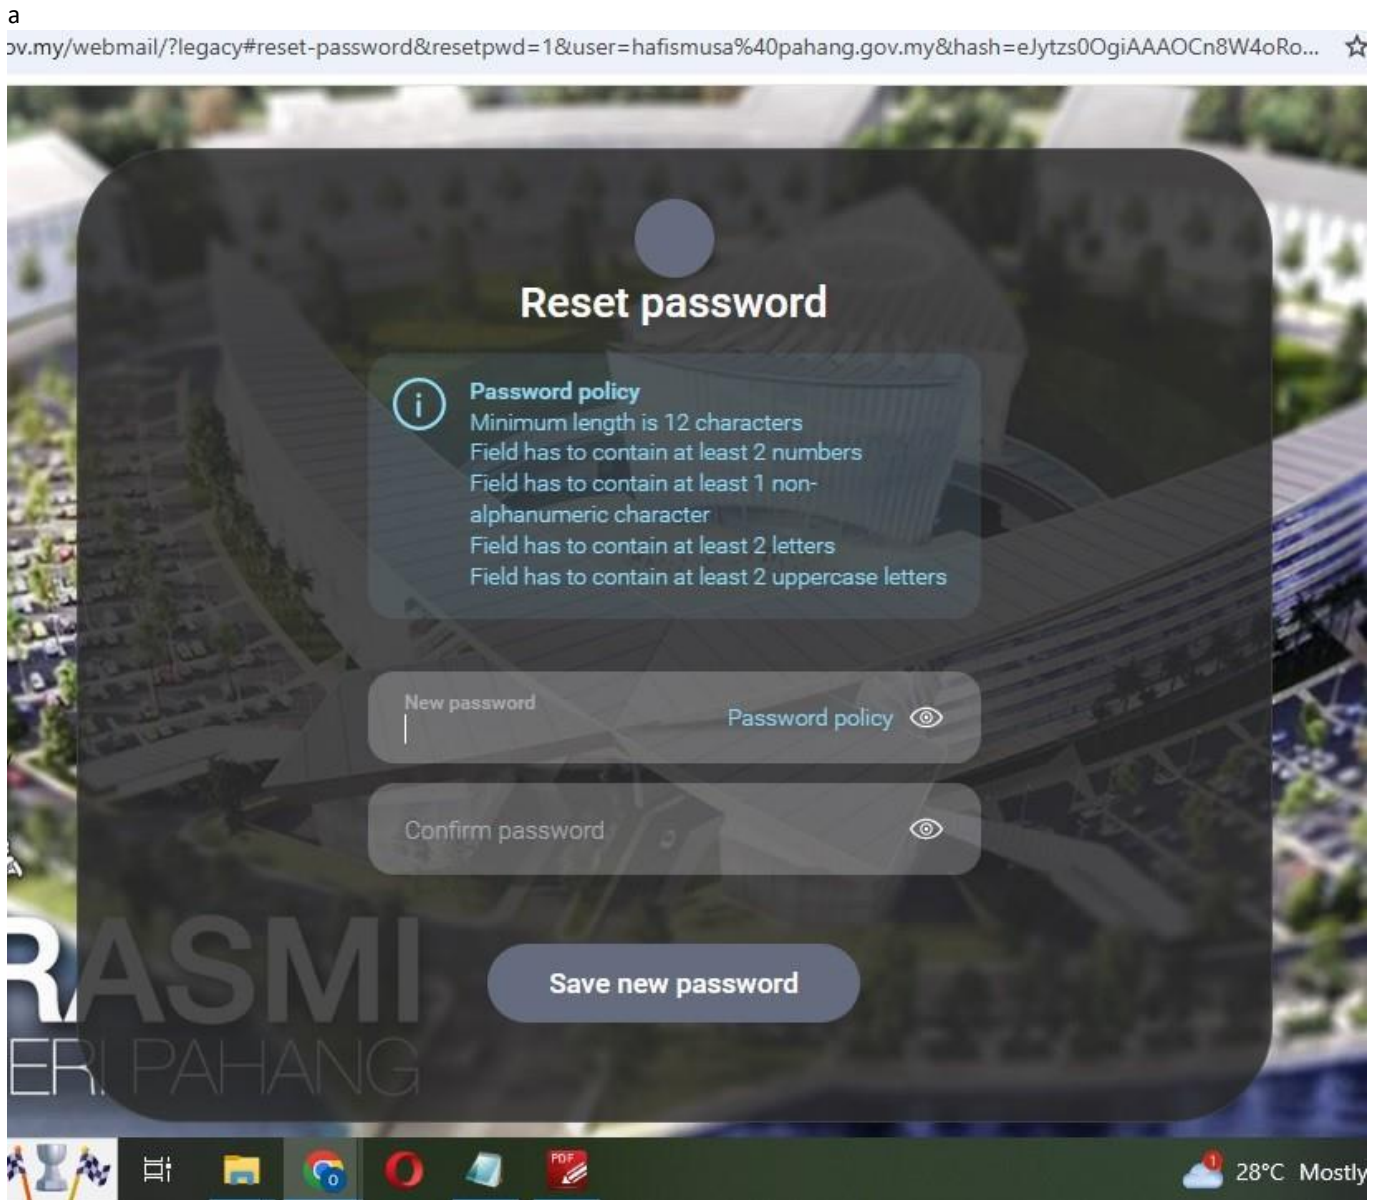 a
ov.my/webmail/?legacy#reset-password&resetpwd=1&user=hafismusa%40pahang.gov.my&hash=eJytzs0OgiAAAOCn8W4oRo...
Reset password
Password policy
Minimum length is 12 characters
Field has to contain at least 2 numbers
Field has to contain at least 1 non-
alphanumeric character
Field has to contain at least 2 letters
Field has to contain at least 2 uppercase letters
New password
Password policy
Confirm password
RASMI
Save new password
ERI PAHANG
PDF
1
28°C Mostly